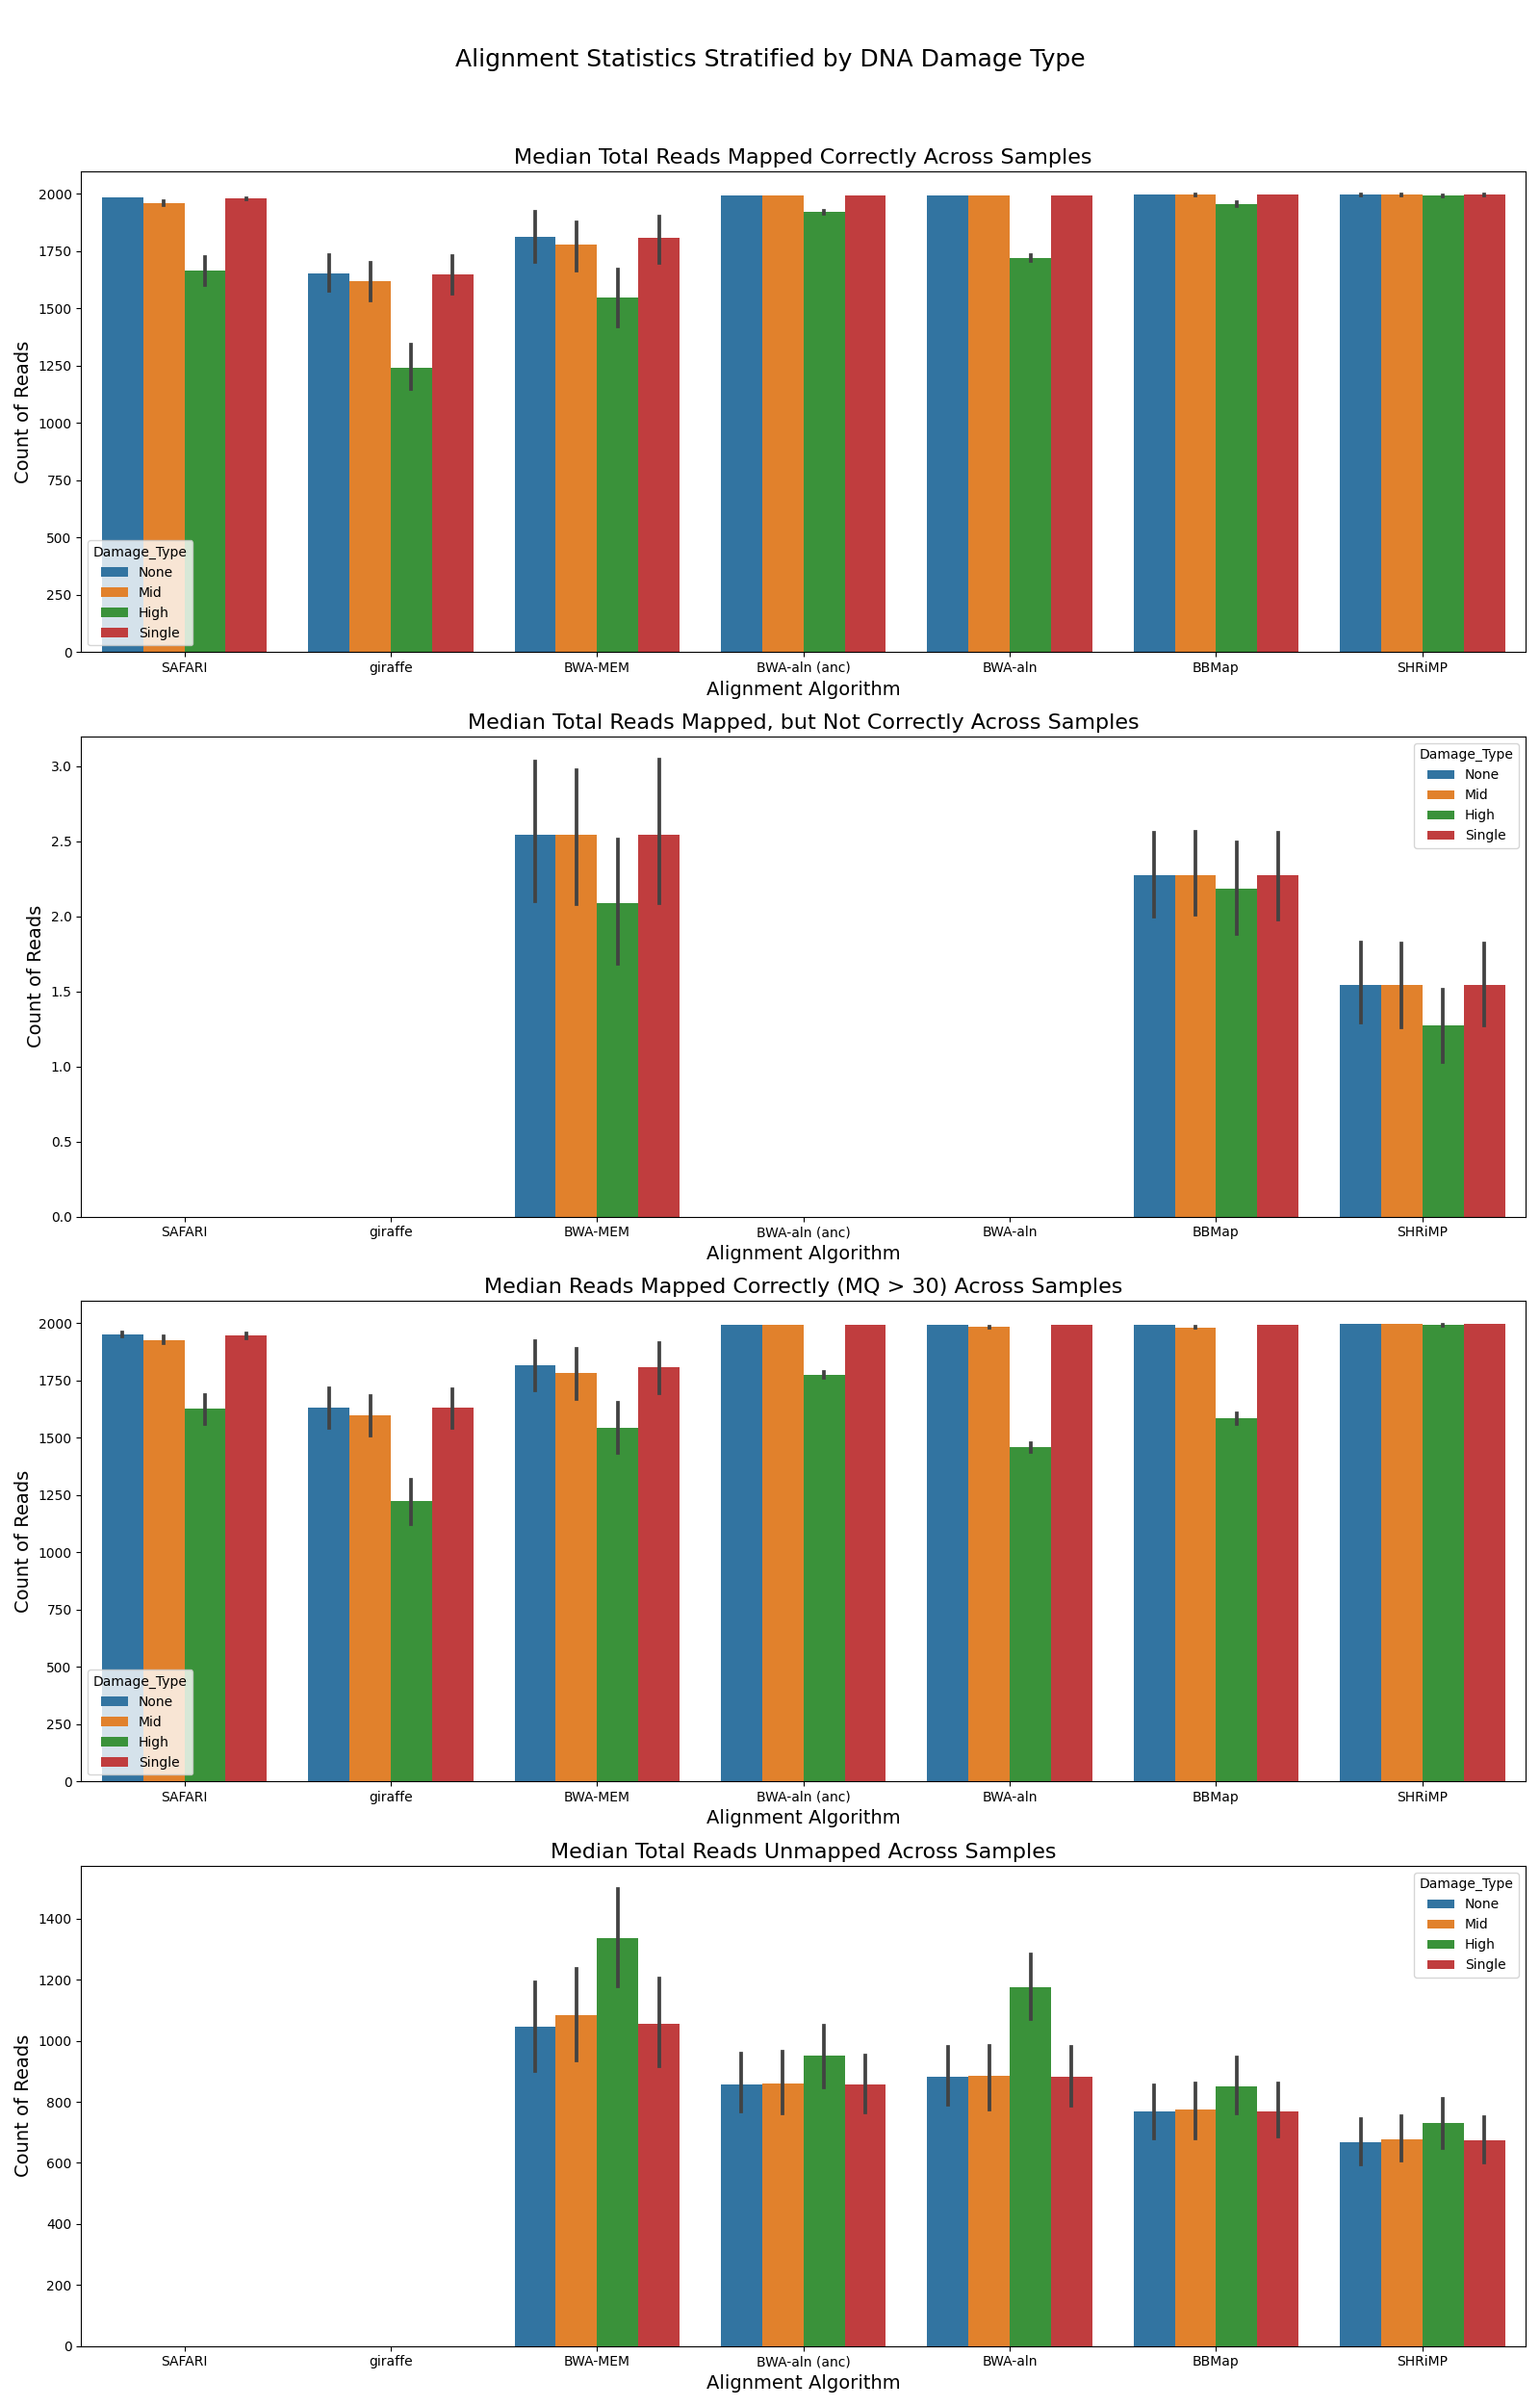 Alignment Statistics Stratified by DNA Damage Type
Median Total Reads Mapped Correctly Across Samples
Count of Reads
2000
1750
1500
1250
1000
750
500
250
0
Damage_Type
None
Mid
High
Single
SAFARI giraffe BWA-MEM BWA-aln (anc) BWA-aln BBMap SHRiMP
Alignment Algorithm
Median Total Reads Mapped, but Not Correctly Across Samples
Count of Reads
3.0
2.5
2.0
1.5
1.0
0.5
0.0
Damage_Type
None
Mid
High
Single
SAFARI giraffe BWA-MEM BWA-aln (anc) BWA-aln BBMap SHRiMP
Alignment Algorithm
Median Reads Mapped Correctly (MQ > 30) Across Samples
Count of Reads
2000
1750
1500
1250
1000
750
500
250
0
Damage_Type
None
Mid
High
Single
SAFARI giraffe BWA-MEM BWA-aln (anc) BWA-aln BBMap SHRiMP
Alignment Algorithm
Median Total Reads Unmapped Across Samples
Count of Reads
1400
1200
1000
800
600
400
200
0
Damage_Type
None
Mid
High
Single
SAFARI giraffe BWA-MEM BWA-aln (anc) BWA-aln BBMap SHRiMP
Alignment Algorithm